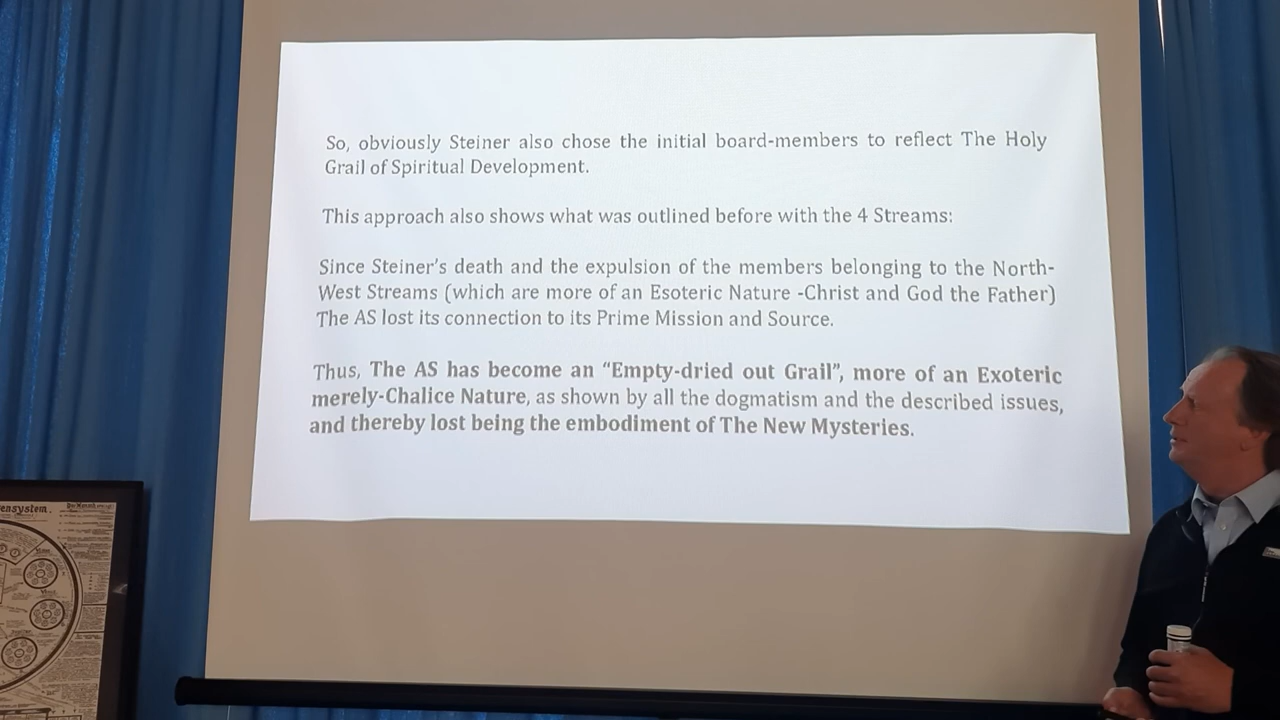 So, obviously Steiner also chose the initial board-members to reflect The Holy
Grail of Spiritual Development.
This approach also shows what was outlined before with the 4 Streams:
Since Steiner's death and the expulsion of the members belonging to the North-
West Streams (which are more of an Esoteric Nature -Christ and God the Father)
The AS lost its connection to its Prime Mission and Source.
Thus, The AS has become an “Empty-dried out Grail”, more of an Exoteric
merely-Chalice Nature, as shown by all the dogmatism and the described issues,
and thereby lost being the embodiment of The New Mysteries.
ensystem.